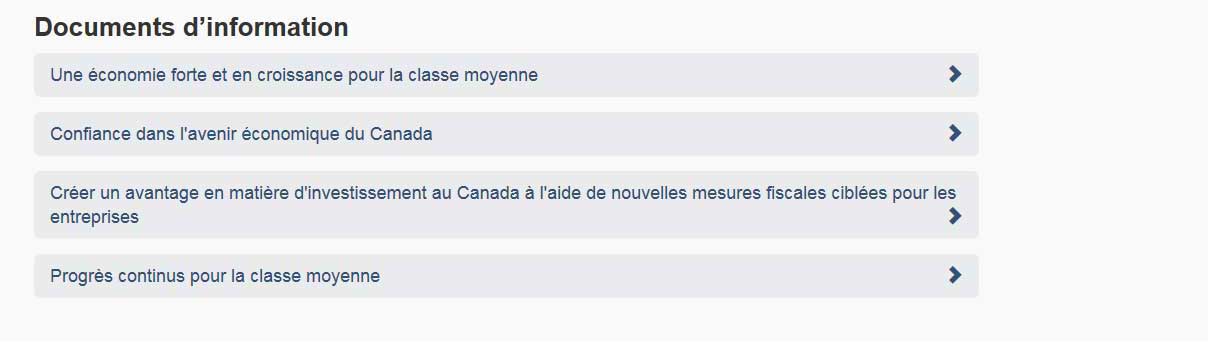 Documents d’information
Une économie forte et en croissance pour la classe moyenne
Confiance dans l'avenir économique du Canada
Créer un avantage en matière d'investissement au Canada à l'aide de nouvelles mesures fiscales ciblées pour les
entreprises
Progrès continus pour la classe moyenne